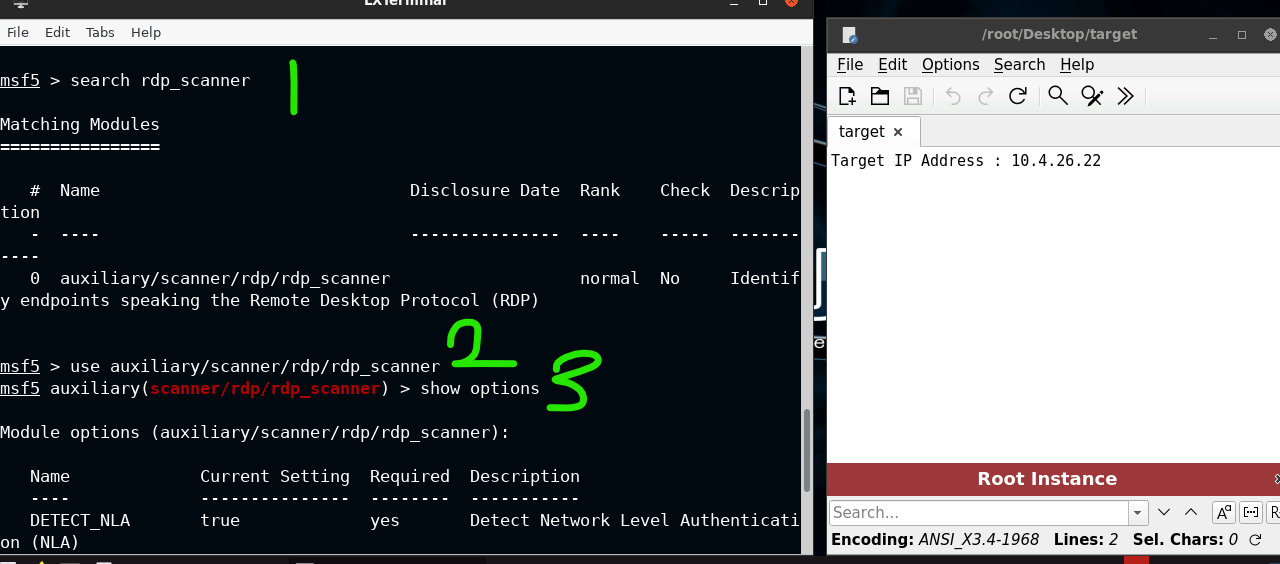 LXTerminal
File Edit Tabs Help
msf5 > search rdp_scanner
1
Matching Modules
================
# Name Disclosure Date Rank Check Descrip
tion
- ---- --------------- ---- ----- -------
----
0 auxiliary/scanner/rdp/rdp_scanner normal No Identif
y endpoints speaking the Remote Desktop Protocol (RDP)
msf5 > use auxiliary/scanner/rdp/rdp_scanner
2
msf5 auxiliary(scanner/rdp/rdp_scanner) > show options
3
Module options (auxiliary/scanner/rdp/rdp_scanner):
Name Current Setting Required Description
---- --------------- -------- -----------
DETECT_NLA true yes Detect Network Level Authenticati
on (NLA)
/root/Desktop/target
File Edit Options Search Help
target
Target IP Address : 10.4.26.22
Root Instance
Search...
Encoding: ANSI_X3.4-1968 Lines: 2 Sel. Chars: 0